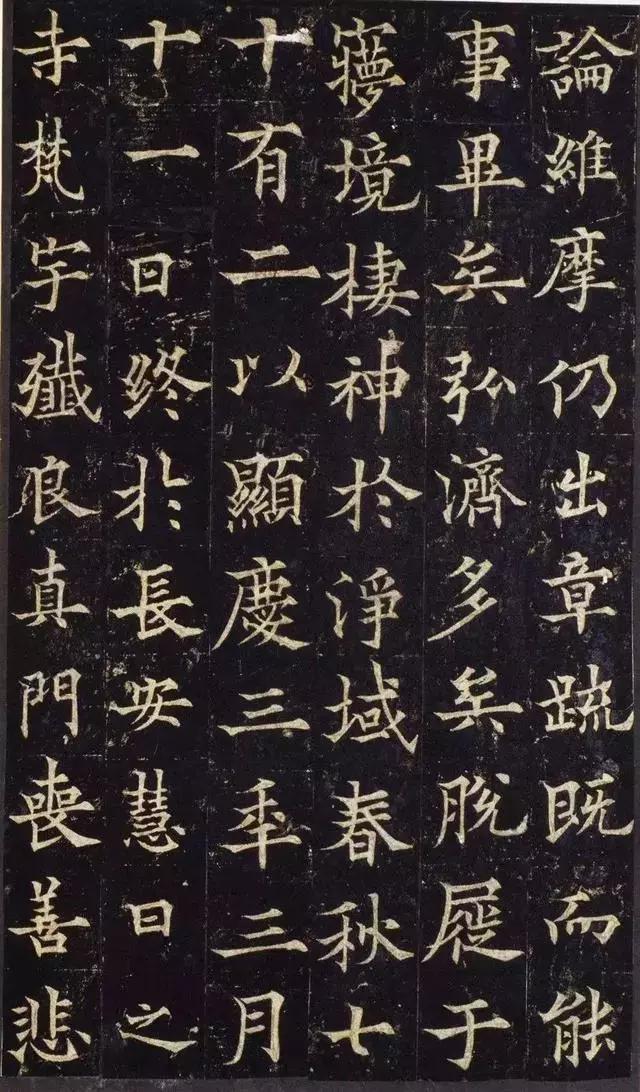 論維摩仍出章疏既而能
事畢矣弘濟多矣脫屣于
夢境棲神於淨域春秋七
十有二以顯慶三年三月
十一日終於長安慧日之
寺梵宇殲良真門喪善悲